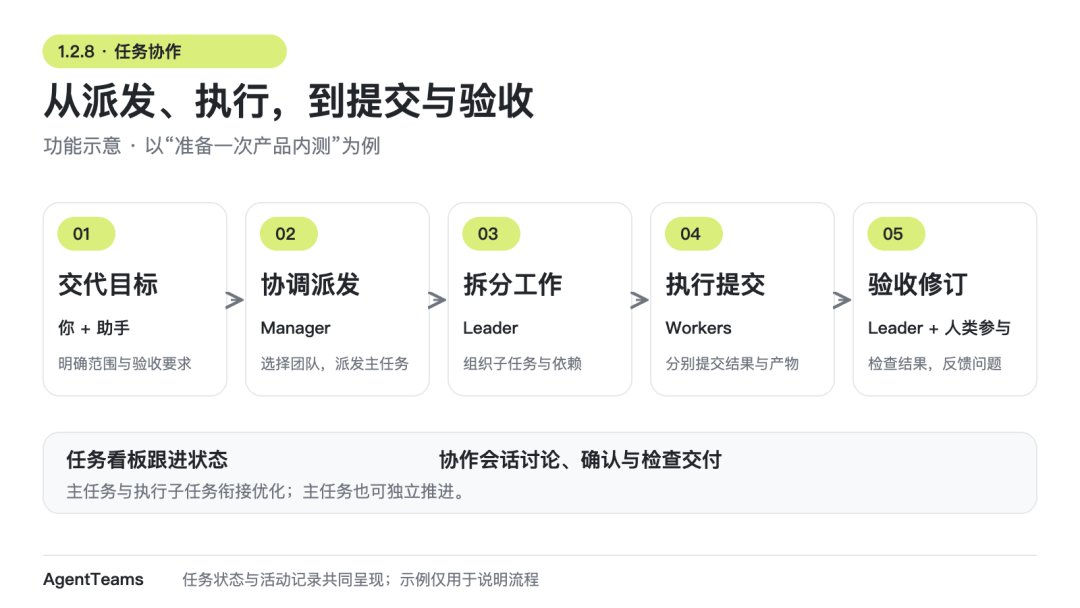 1.2.8 · 任务协作
从派发、执行，到提交与验收
功能示意 · 以“准备一次产品内测”为例
01
交代目标
你 + 助手
明确范围与验收要求
02
协调派发
Manager
选择团队，派发主任务
03
拆分工作
Leader
组织子任务与依赖
04
执行提交
Workers
分别提交结果与产物
05
验收修订
Leader + 人类参与
检查结果，反馈问题
任务看板跟进状态
协作会话讨论、确认与检查交付
主任务与执行子任务衔接优化；主任务也可独立推进。
AgentTeams
任务状态与活动记录共同呈现；示例仅用于说明流程